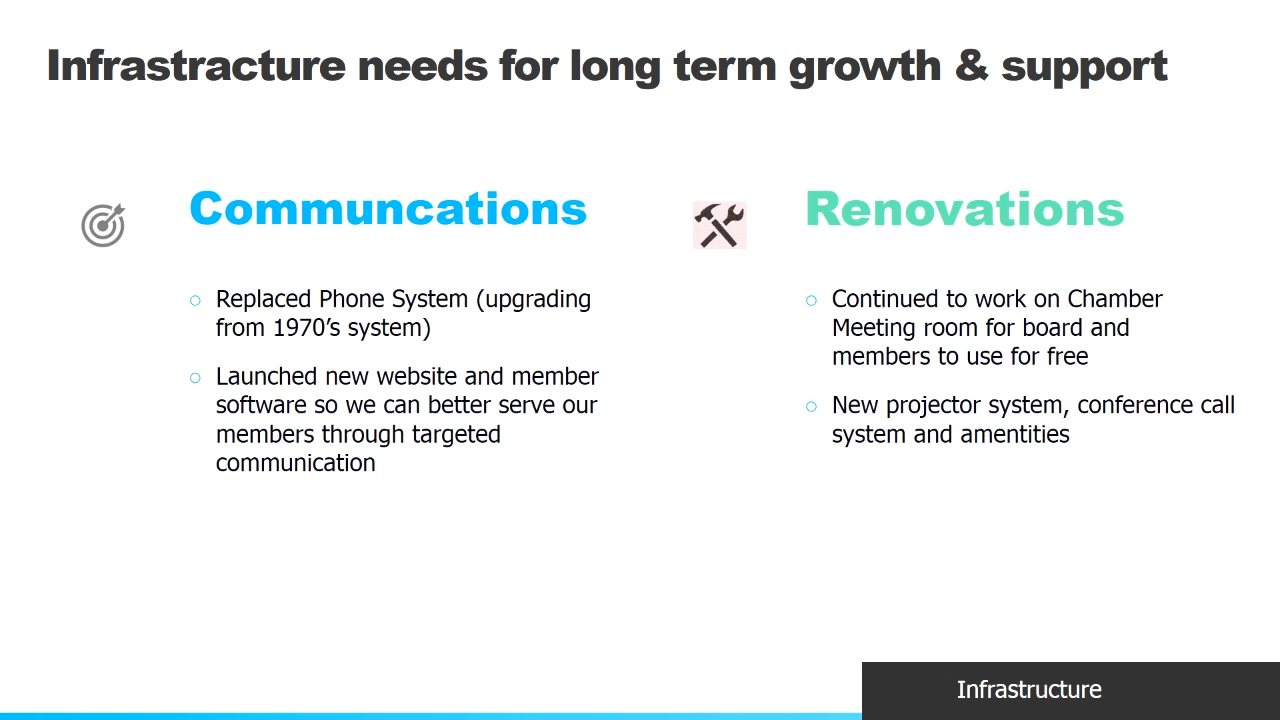 Infrastracture needs for long term growth & support
Communcations
○ Replaced Phone System (upgrading
from 1970’s system)
○ Launched new website and member
software so we can better serve our
members through targeted
communication
Renovations
○ Continued to work on Chamber
Meeting room for board and
members to use for free
○ New projector system, conference call
system and amentities
Infrastructure